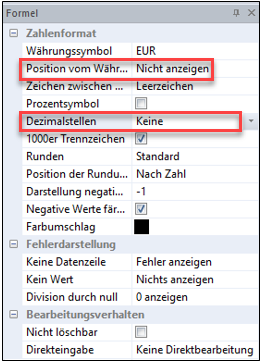 Formel
Zahlenformat
Währungssymbol EUR
Position vom Währ... Nicht anzeigen
Zeichen zwischen ... Leerzeichen
Prozentsymbol
Dezimalstellen Keine
1000er Trennzeichen
Runden Standard
Position der Rundu... Nach Zahl
Darstellung negati... -1
Negative Werte fär...
Farbumschlag
Fehlerdarstellung
Keine Datenzeile Fehler anzeigen
Kein Wert Nichts anzeigen
Division durch null 0 anzeigen
Bearbeitungsverhalten
Nicht löschbar
Direkteingabe Keine Direktbearbeitung